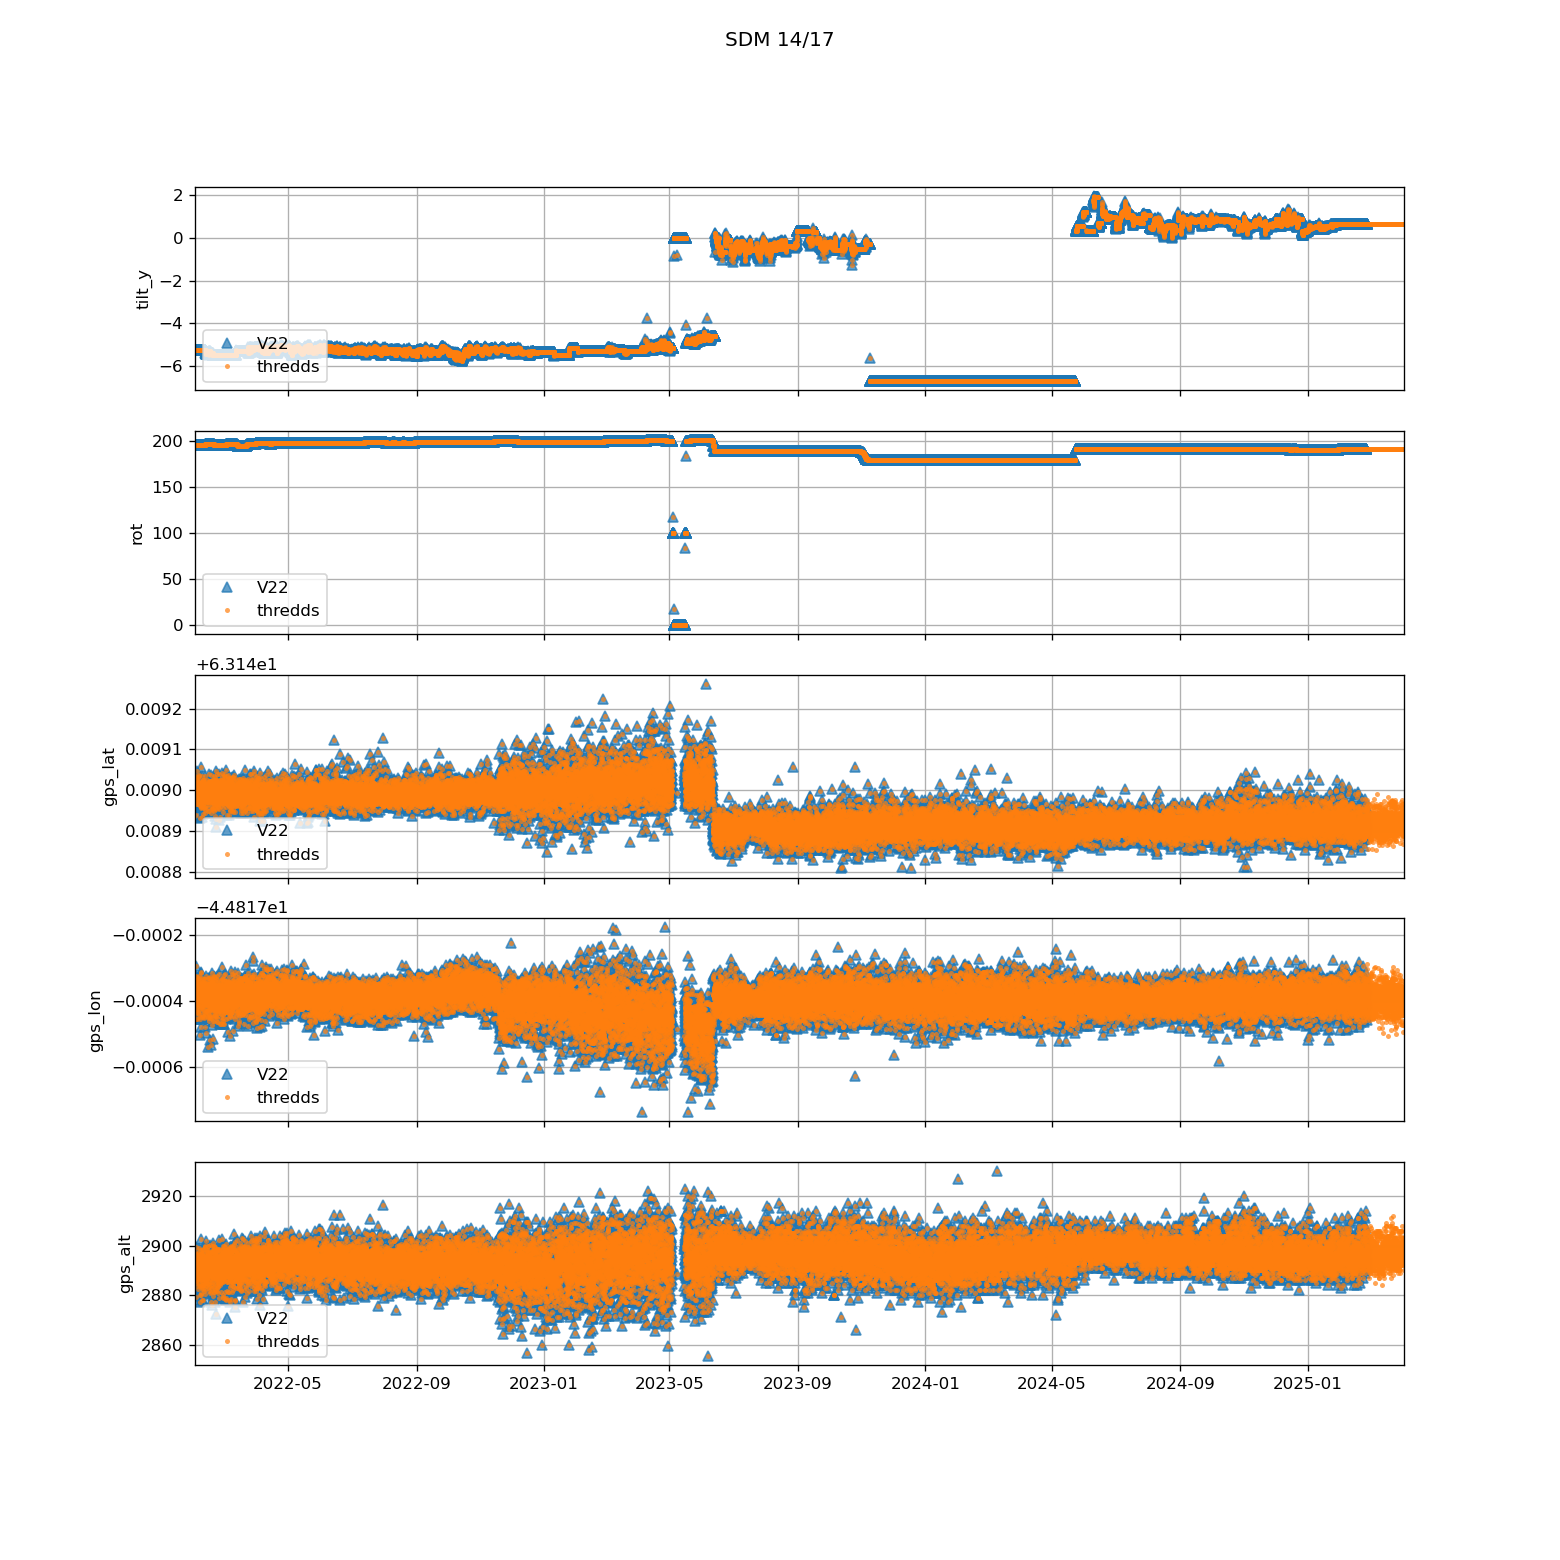 SDM 14/17
2
0
−2
−4
−6
tilt_y
V22
thredds
200
150
100
50
0
rot
V22
thredds
+6.314e1
0.0092
0.0091
0.0090
0.0089
0.0088
gps_lat
V22
thredds
−4.4817e1
−0.0002
−0.0004
−0.0006
gps_lon
V22
thredds
2920
2900
2880
2860
gps_alt
V22
thredds
2022-05 2022-09 2023-01 2023-05 2023-09 2024-01 2024-05 2024-09 2025-01